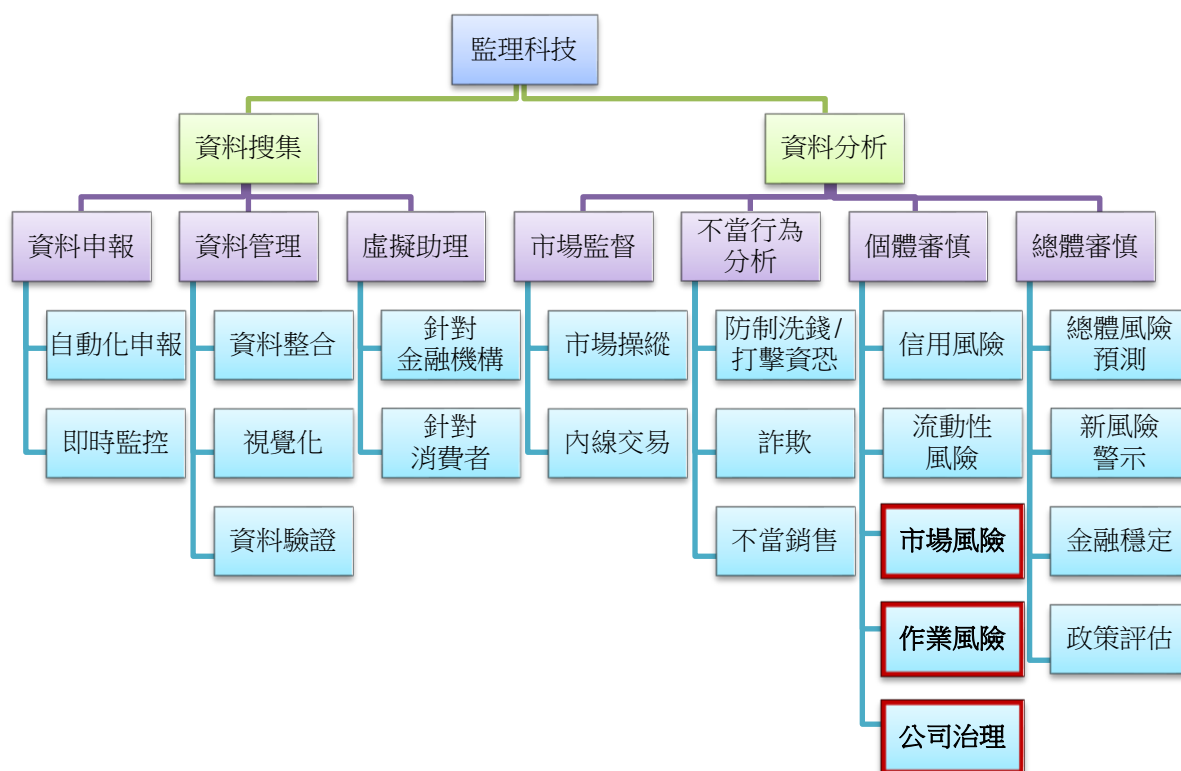 監理科技
資料搜集
資料分析
資料申報
資料管理
虛擬助理
市場監督
不當行為
分析
個體審慎
總體審慎
自動化申報
資料整合
針對
金融機構
市場操縱
防制洗錢/
打擊資恐
信用風險
總體風險
預測
即時監控
視覺化
針對
消費者
內線交易
詐欺
流動性
風險
新風險
警示
資料驗證
不當銷售
市場風險
金融穩定
作業風險
政策評估
公司治理